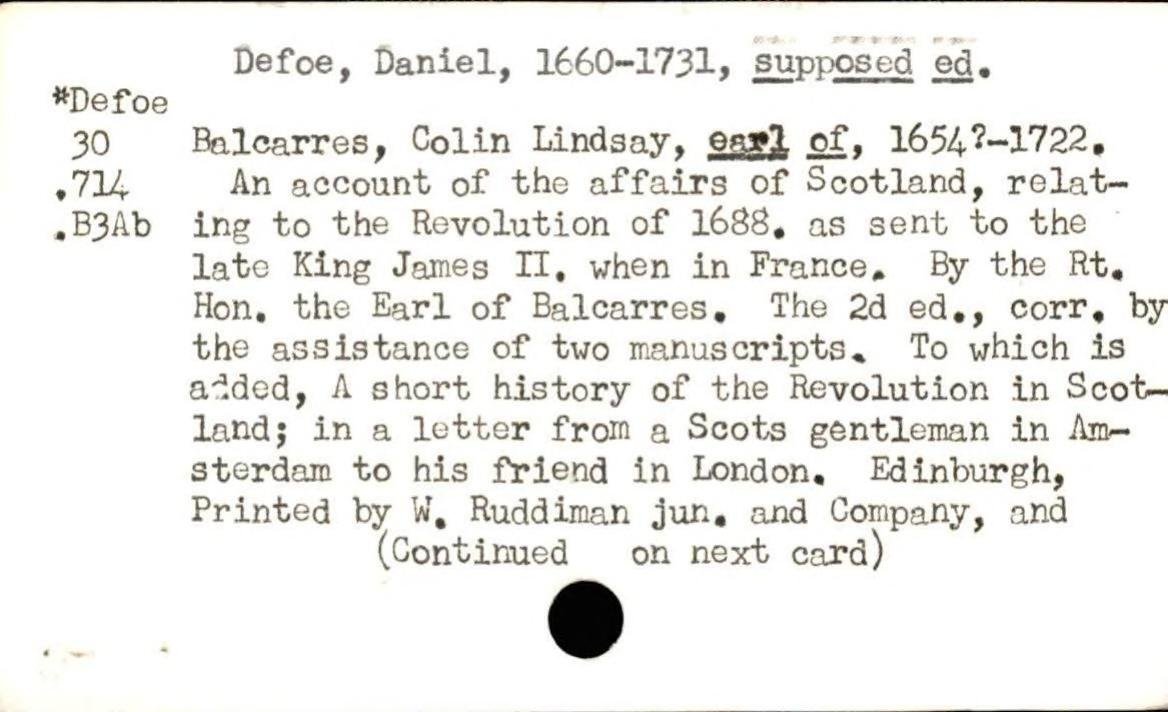 Defoe, Daniel, 1660-1731, supposed ed.
*Defoe
30 Balcarres, Colin Lindsay, earl of, 1654?-1722.
.714 An account of the affairs of Scotland, relat-
.B3Ab ing to the Revolution of 1688. as sent to the
late King James II. when in France. By the Rt.
Hon. the Earl of Balcarres. The 2d ed., corr. by
the assistance of two manuscripts. To which is
added, A short history of the Revolution in Scot-
land; in a letter from a Scots gentleman in Am-
sterdam to his friend in London. Edinburgh,
Printed by W. Ruddiman jun. and Company, and
(Continued on next card)